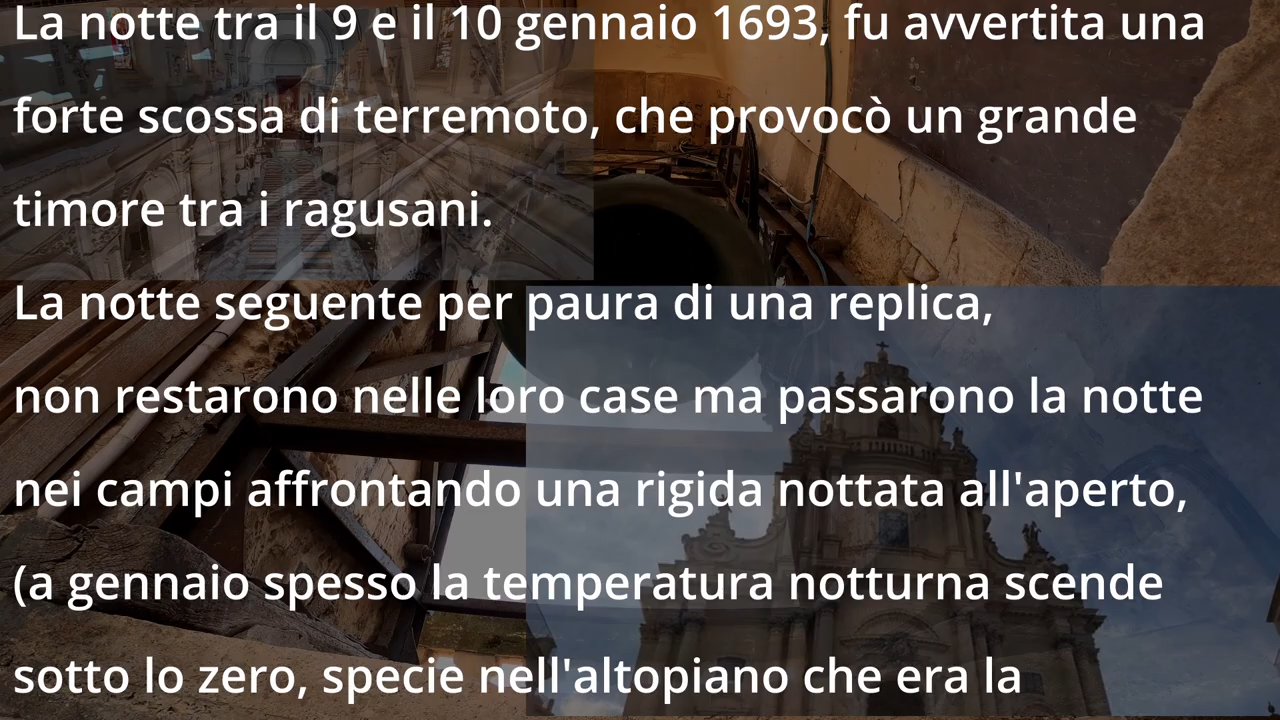 La notte tra il 9 e il 10 gennaio 1693, fu avvertita una
forte scossa di terremoto, che provocò un grande
timore tra i ragusani.
La notte seguente per paura di una replica,
non restarono nelle loro case ma passarono la notte
nei campi affrontando una rigida nottata all'aperto,
(a gennaio spesso la temperatura notturna scende
sotto lo zero, specie nell'altopiano che era la